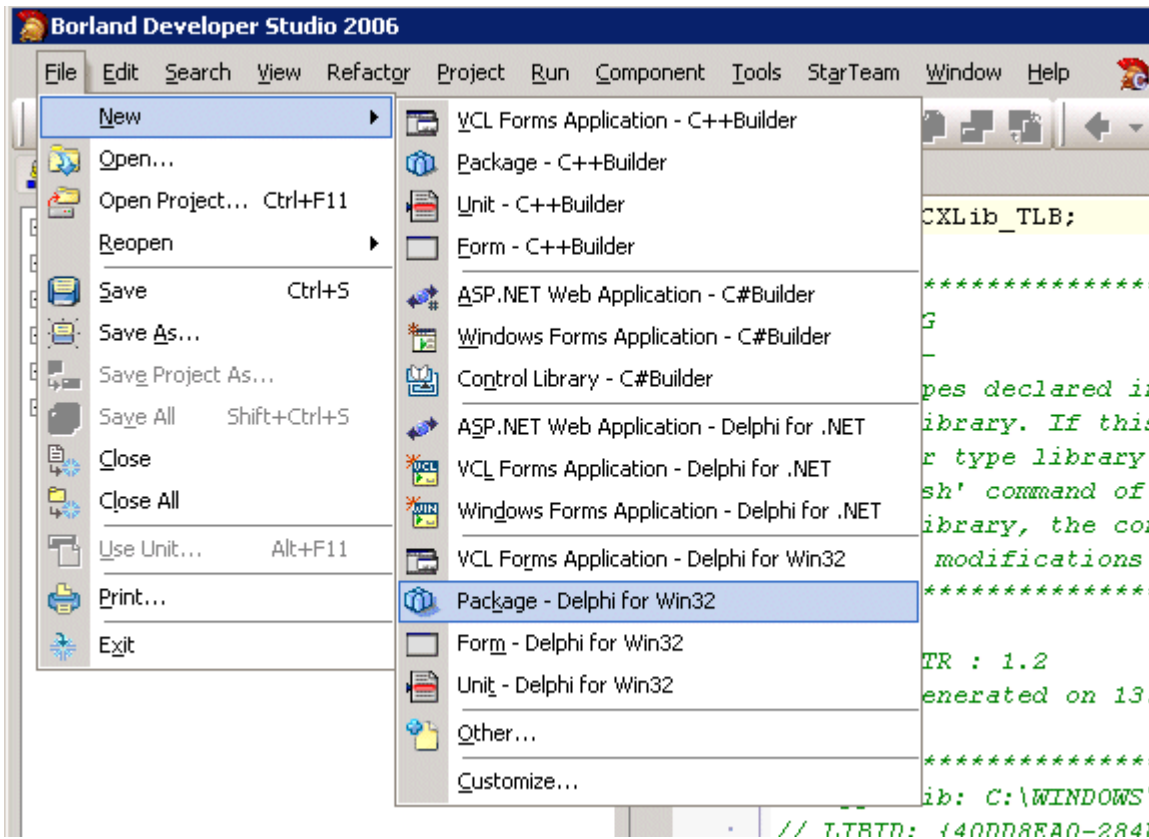 Borland Developer Studio 2006
File Edit Search View Refactor Project Run Component Tools StarTeam Window Help
New
Open...
Open Project... Ctrl+F11
Reopen
Save Ctrl+S
Save As...
Save Project As...
Save All Shift+Ctrl+S
Close
Close All
Use Unit... Alt+F11
Print...
Exit
VCL Forms Application - C++Builder
Package - C++Builder
Unit - C++Builder
Form - C++Builder
ASP.NET Web Application - C#Builder
Windows Forms Application - C#Builder
Control Library - C#Builder
ASP.NET Web Application - Delphi for .NET
VCL Forms Application - Delphi for .NET
Windows Forms Application - Delphi for .NET
VCL Forms Application - Delphi for Win32
Package - Delphi for Win32
Form - Delphi for Win32
Unit - Delphi for Win32
Other...
Customize...
CXLib_TLB;
**************
G
-
pes declared in
ibrary. If this
r type library
sh' command of
ibrary, the con
modifications
**************
TR : 1.2
enerated on 13.
**************
ib: C:\WINDOWS\
// LIBID: {40DD8EA0-284